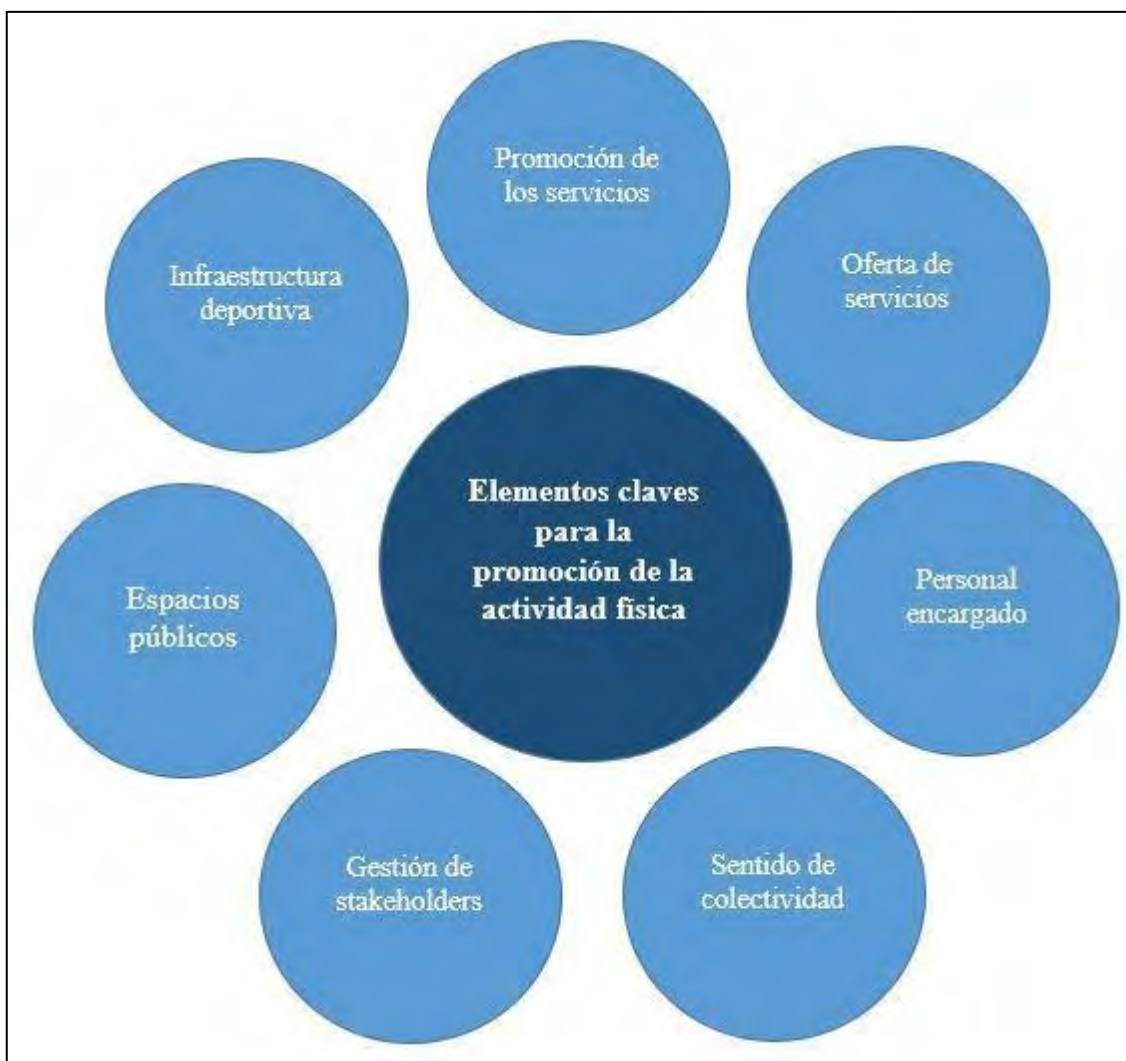 Promoción de
los servicios
Oferta de
servicios
Personal
encargado
Sentido de
colectividad
Gestión de
stakeholders
Espacios
públicos
Infraestructura
deportiva
Elementos claves
para la
promoción de la
actividad física